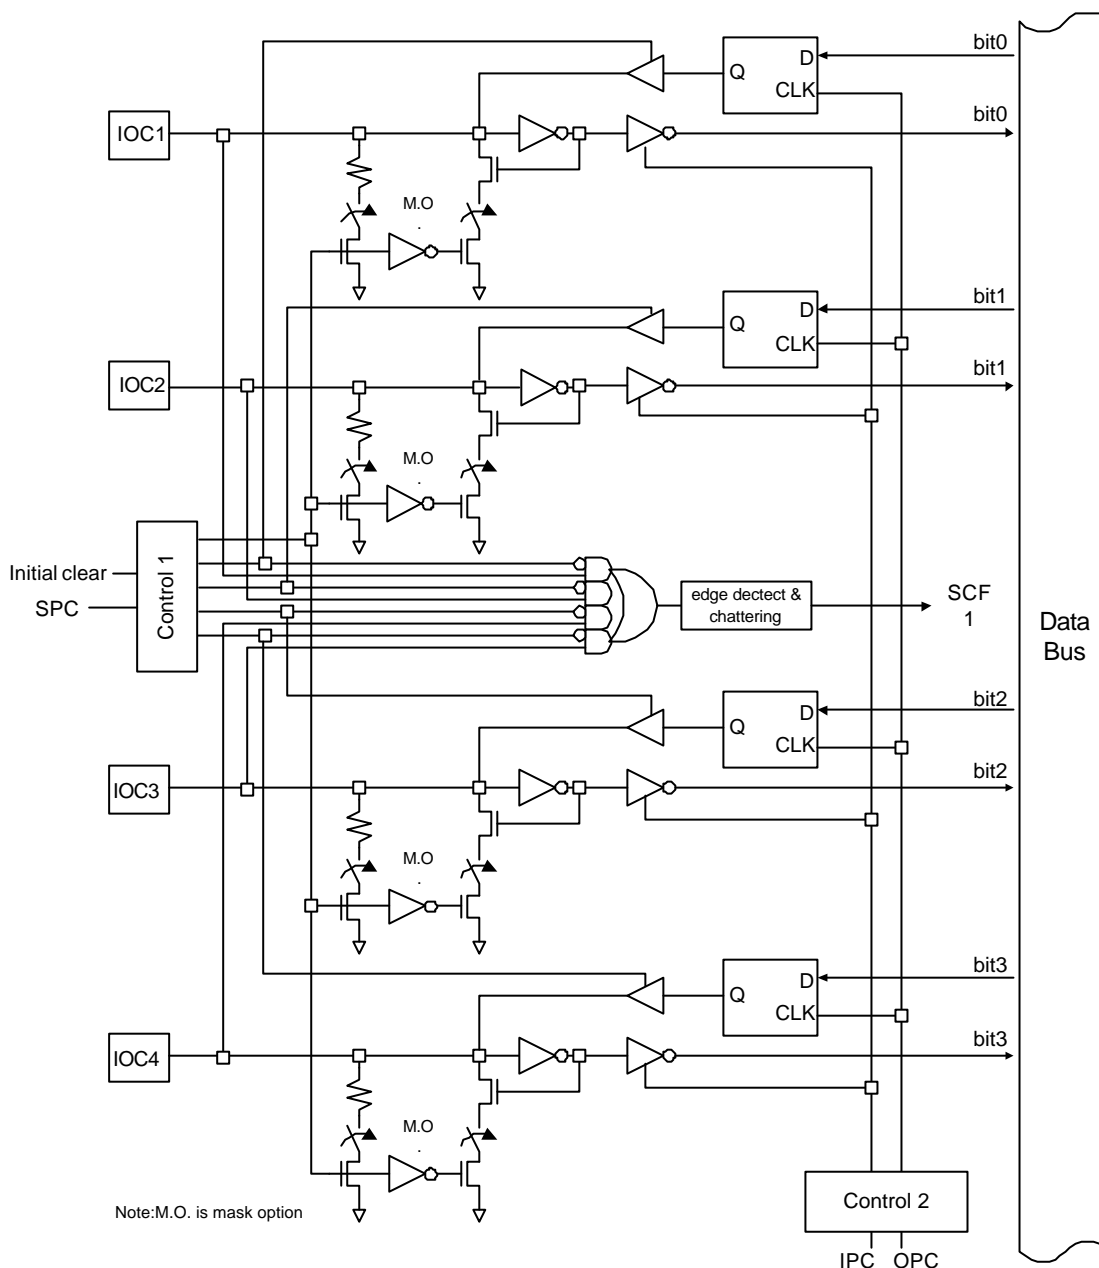 bit0
Q
D
CLK
bit0
IOC1
M.O
.
bit1
Q
D
CLK
bit1
IOC2
M.O
.
Control 1
Initial clear
SPC
edge dectect &
chattering
SCF
1
Data
Bus
bit2
Q
D
CLK
bit2
IOC3
M.O
.
bit3
Q
D
CLK
bit3
IOC4
M.O
.
Note:M.O. is mask option
Control 2
IPC
OPC